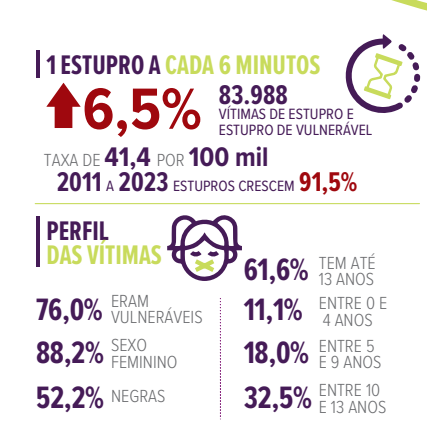 1 ESTUPRO A CADA 6 MINUTOS
6,5%
83.988
VÍTIMAS DE ESTUPRO E
ESTUPRO DE VULNERÁVEL
TAXA DE 41,4 POR 100 mil
2011 A 2023 ESTUPROS CRESCEM 91,5%
PERFIL
DAS VÍTIMAS
76,0% ERAM
VULNERÁVEIS
88,2% SEXO
FEMININO
52,2% NEGRAS
61,6% TEM ATÉ
13 ANOS
11,1% ENTRE 0 E
4 ANOS
18,0% ENTRE 5
E 9 ANOS
32,5% ENTRE 10
E 13 ANOS